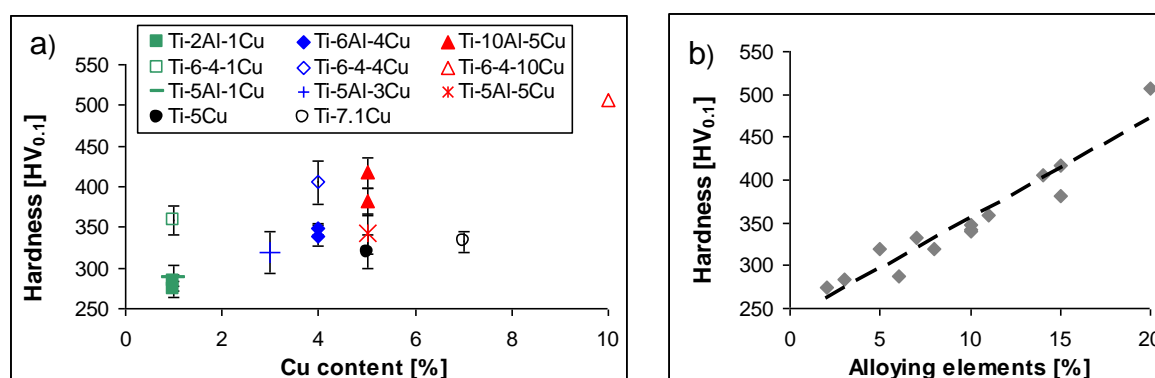 a)
Ti-2Al-1Cu Ti-6Al-4Cu Ti-10Al-5Cu
Ti-6-4-1Cu Ti-6-4-4Cu Ti-6-4-10Cu
Ti-5Al-1Cu Ti-5Al-3Cu Ti-5Al-5Cu
Ti-5Cu Ti-7.1Cu
550
500
450
400
350
300
250
Hardness [HV0.1]
0 2 4 6 8 10
Cu content [%]
b)
550
500
450
400
350
300
250
Hardness [HV0.1]
0 5 10 15 20
Alloying elements [%]